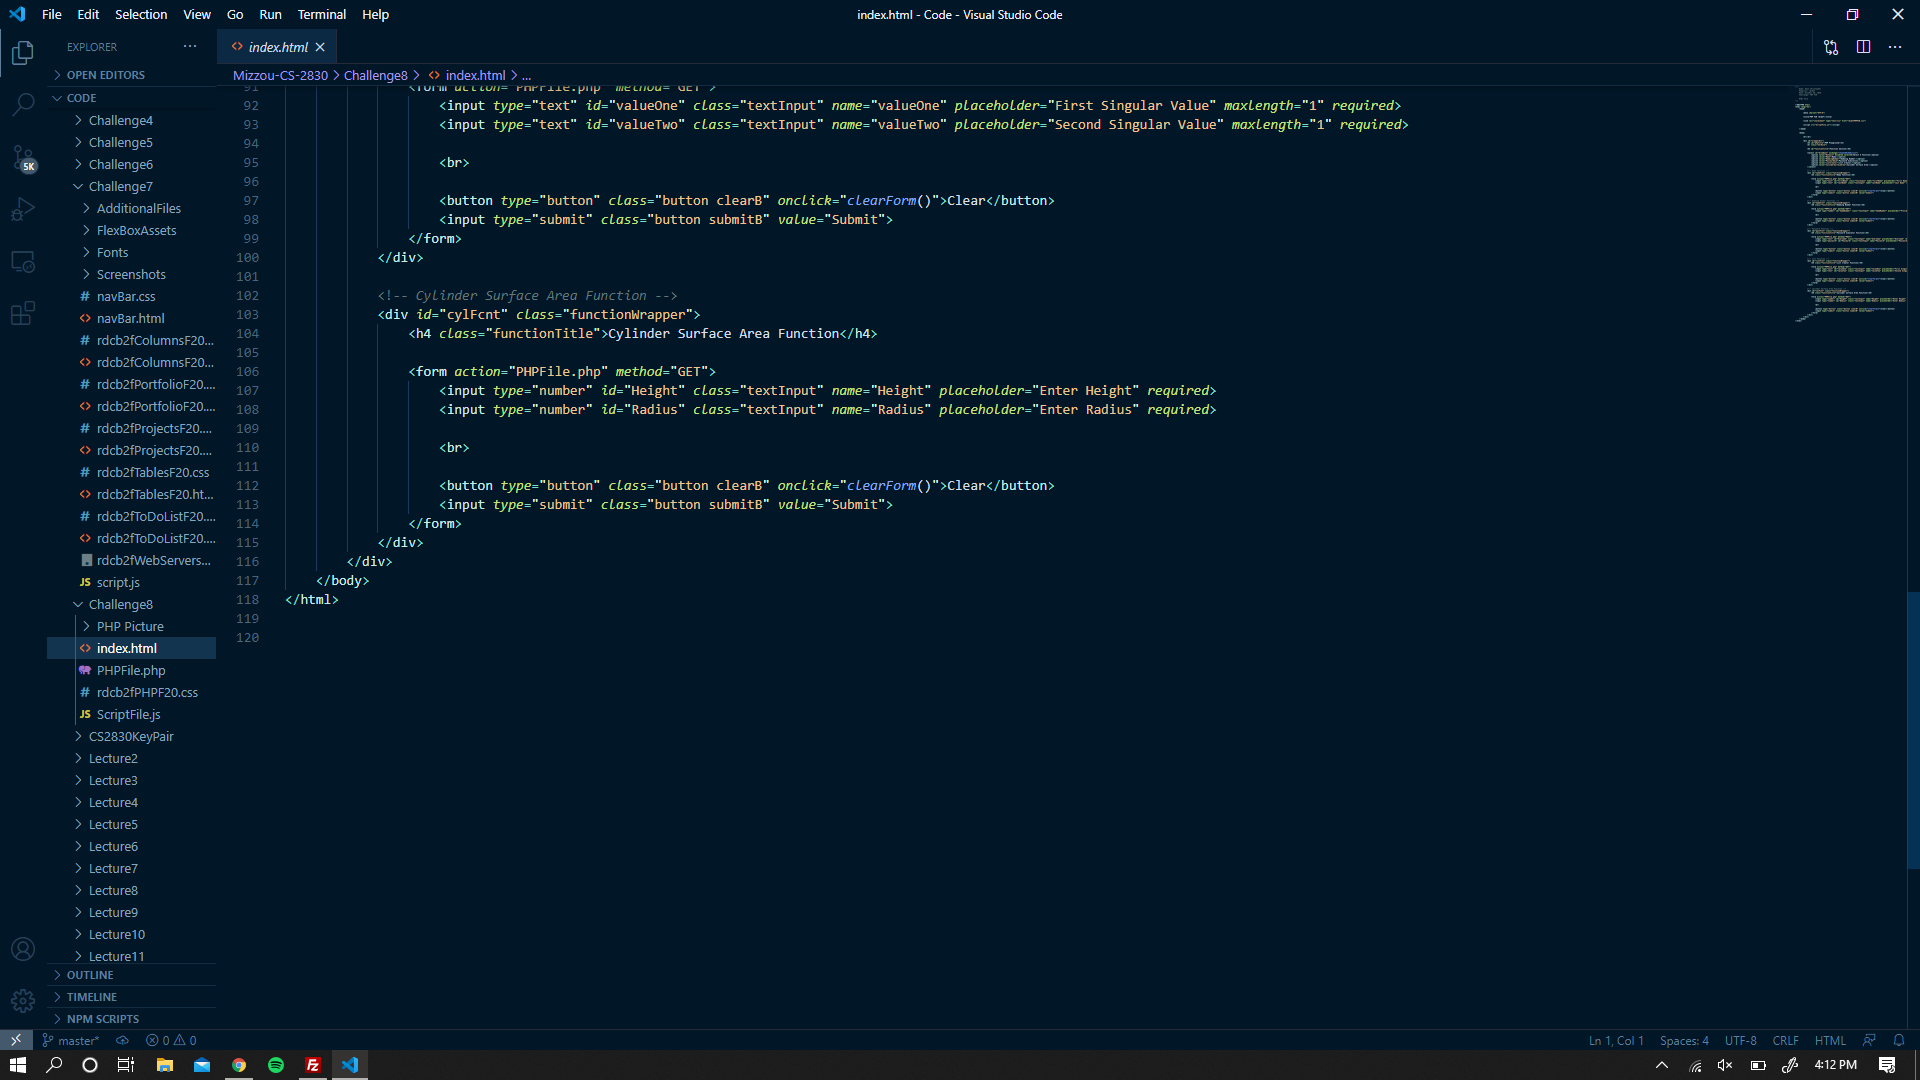 File Edit Selection View Go Run Terminal Help
index.html - Code - Visual Studio Code
EXPLORER
OPEN EDITORS
CODE
Challenge4
Challenge5
Challenge6
Challenge7
AdditionalFiles
FlexBoxAssets
Fonts
Screenshots
navBar.css
navBar.html
rdcb2fColumnsF20...
rdcb2fColumnsF20...
rdcb2fPortfolioF20....
rdcb2fPortfolioF20....
rdcb2fProjectsF20....
rdcb2fProjectsF20....
rdcb2fTablesF20.css
rdcb2fTablesF20.ht...
rdcb2fToDoListF20....
rdcb2fToDoListF20....
rdcb2fWebServers...
JS script.js
Challenge8
PHP Picture
index.html
PHPFile.php
rdcb2fPHPF20.css
JS ScriptFile.js
CS2830KeyPair
Lecture2
Lecture3
Lecture4
Lecture5
Lecture6
Lecture7
Lecture8
Lecture9
Lecture10
Lecture11
OUTLINE
TIMELINE
NPM SCRIPTS
5K
index.html
Mizzou-CS-2830 > Challenge8 > index.html > ...
91 <form action="PHPFile.php" method="GET">
92 <input type="text" id="valueOne" class="textInput" name="valueOne" placeholder="First Singular Value" maxlength="1" required>
93 <input type="text" id="valueTwo" class="textInput" name="valueTwo" placeholder="Second Singular Value" maxlength="1" required>
94
95 <br>
96
97 <button type="button" class="button clearB" onclick="clearForm()">Clear</button>
98 <input type="submit" class="button submitB" value="Submit">
99 </form>
100 </div>
101
102 <!-- Cylinder Surface Area Function -->
103 <div id="cylFcnt" class="functionWrapper">
104 <h4 class="functionTitle">Cylinder Surface Area Function</h4>
105
106 <form action="PHPFile.php" method="GET">
107 <input type="number" id="Height" class="textInput" name="Height" placeholder="Enter Height" required>
108 <input type="number" id="Radius" class="textInput" name="Radius" placeholder="Enter Radius" required>
109
110 <br>
111
112 <button type="button" class="button clearB" onclick="clearForm()">Clear</button>
113 <input type="submit" class="button submitB" value="Submit">
114 </form>
115 </div>
116 </div>
117 </body>
118 </html>
119
120
master* 0 0
Ln 1, Col 1 Spaces: 4 UTF-8 CRLF HTML
4:12 PM